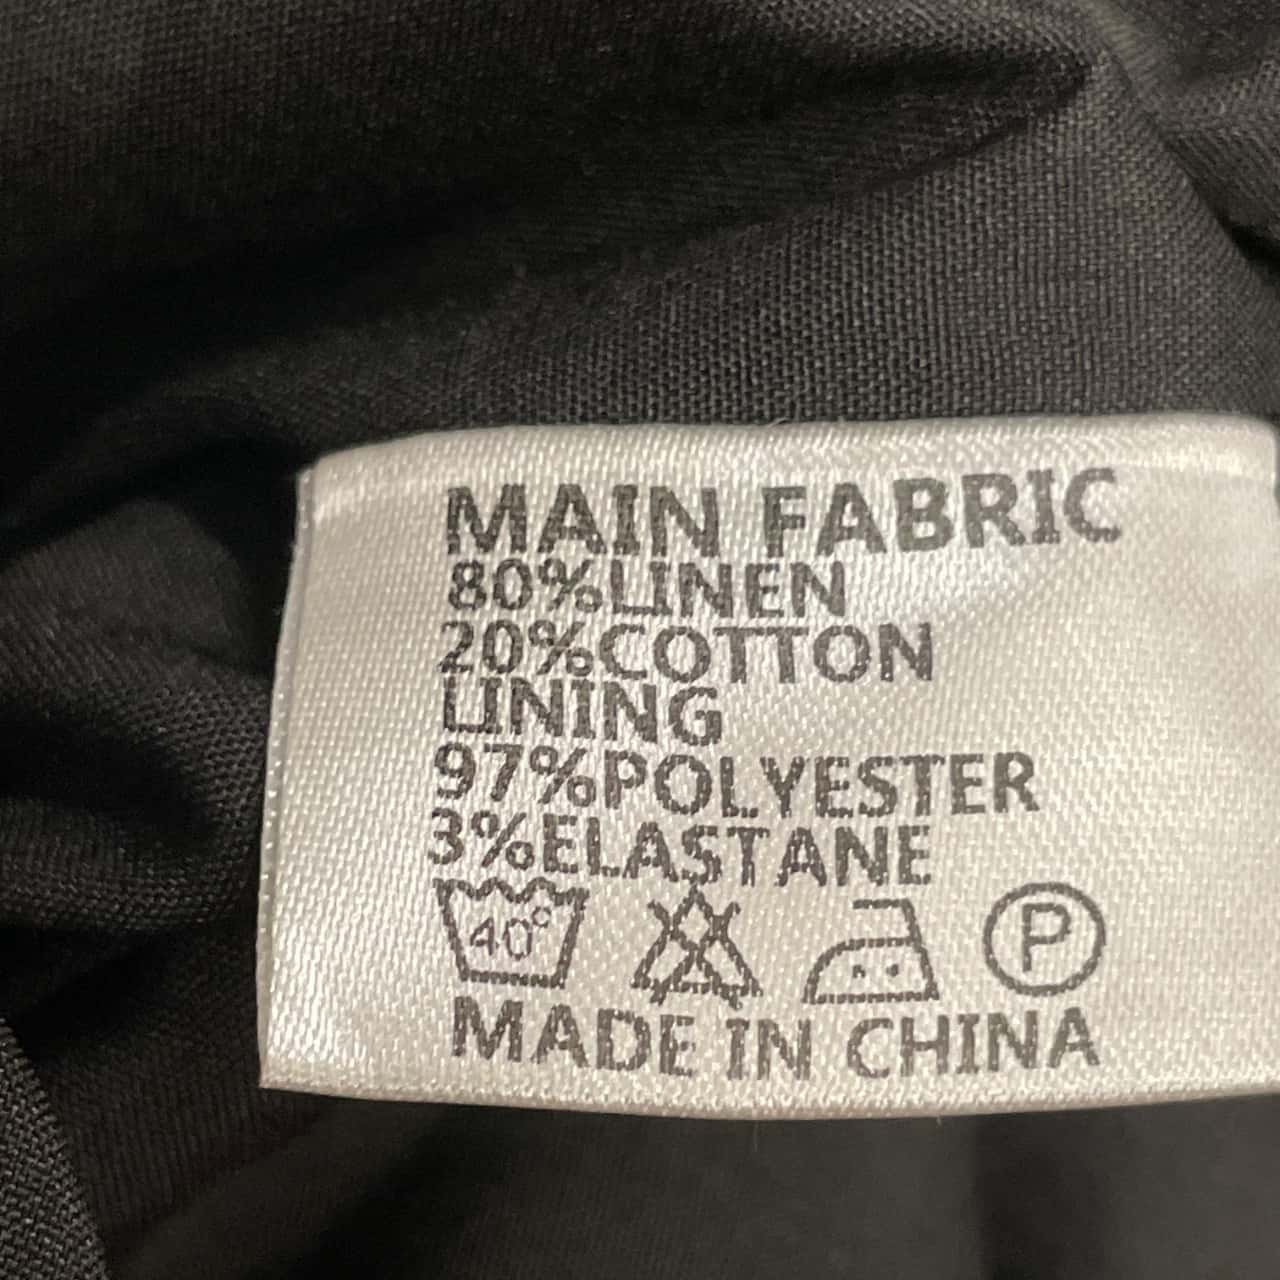 MAIN FABRIC
80%LINEN
20%COTTON
LINING
97%POLYESTER
3%ELASTANE
40° P
MADE IN CHINA